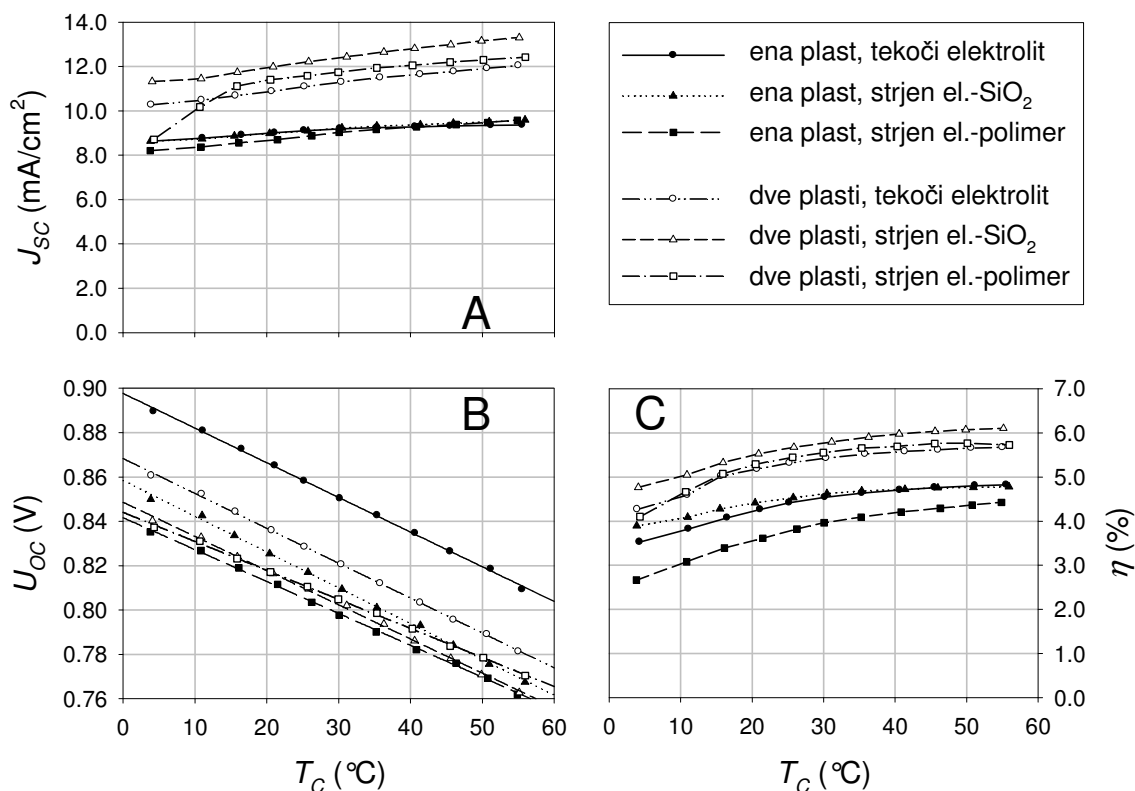 14.0
12.0
10.0
8.0
6.0
4.0
2.0
0.0
J_SC (mA/cm²)
A
ena plast, tekoči elektrolit
ena plast, strjen el.-SiO₂
ena plast, strjen el.-polimer
dve plasti, tekoči elektrolit
dve plasti, strjen el.-SiO₂
dve plasti, strjen el.-polimer
0.90
0.88
0.86
0.84
0.82
0.80
0.78
0.76
U_OC (V)
B
0 10 20 30 40 50 60
T_C (°C)
C
7.0
6.0
5.0
4.0
3.0
2.0
1.0
0.0
η (%)
0 10 20 30 40 50 60
T_C (°C)